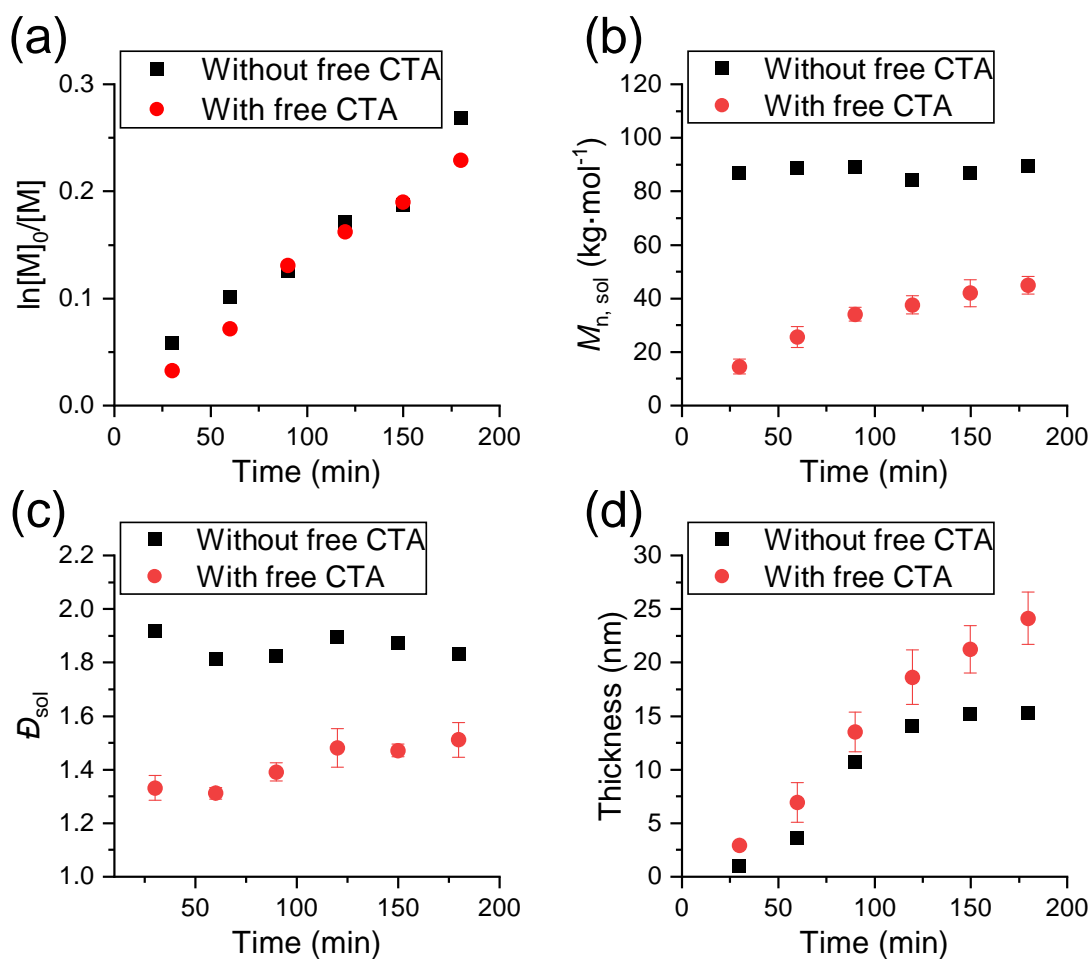 (a)
Without free CTA
With free CTA
0.3
0.2
0.1
0.0
ln[M]₀/[M]
0
50
100
150
200
Time (min)
(b)
Without free CTA
With free CTA
120
100
80
60
40
20
0
Mn, sol (kg·mol⁻¹)
0
50
100
150
200
Time (min)
(c)
Without free CTA
With free CTA
2.2
2.0
1.8
1.6
1.4
1.2
1.0
Đsol
50
100
150
200
Time (min)
(d)
Without free CTA
With free CTA
30
25
20
15
10
5
0
Thickness (nm)
0
50
100
150
200
Time (min)